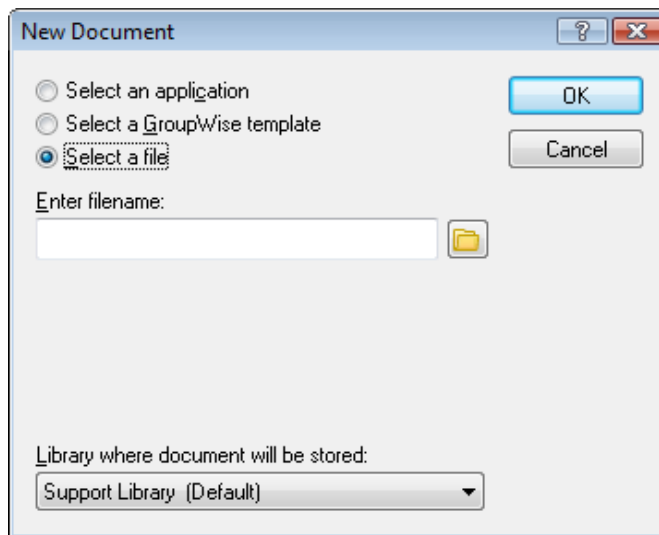 New Document
Select an application
OK
Select a GroupWise template
Select a file
Cancel
Enter filename:
Library where document will be stored:
Support Library (Default)